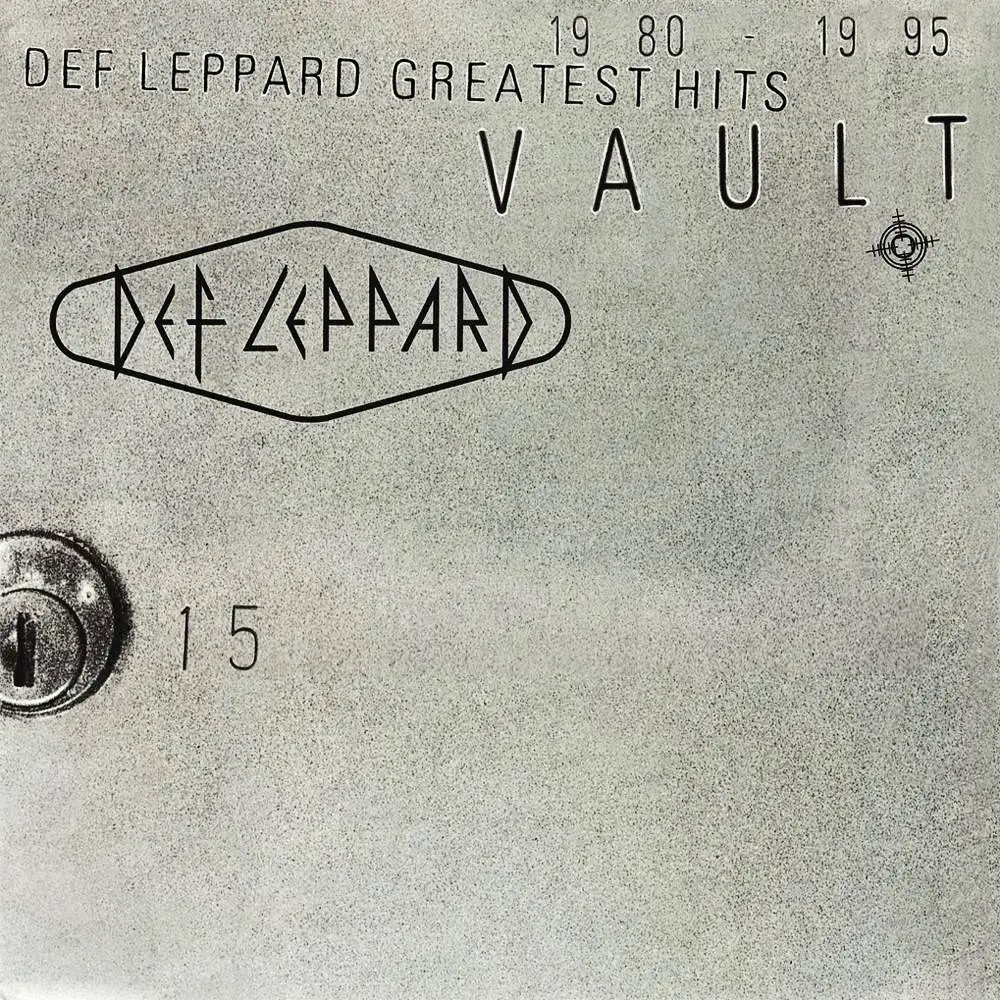 19 80 - 19 95
DEF LEPPARD GREATEST HITS
VAULT
DEF LEPPARD
15